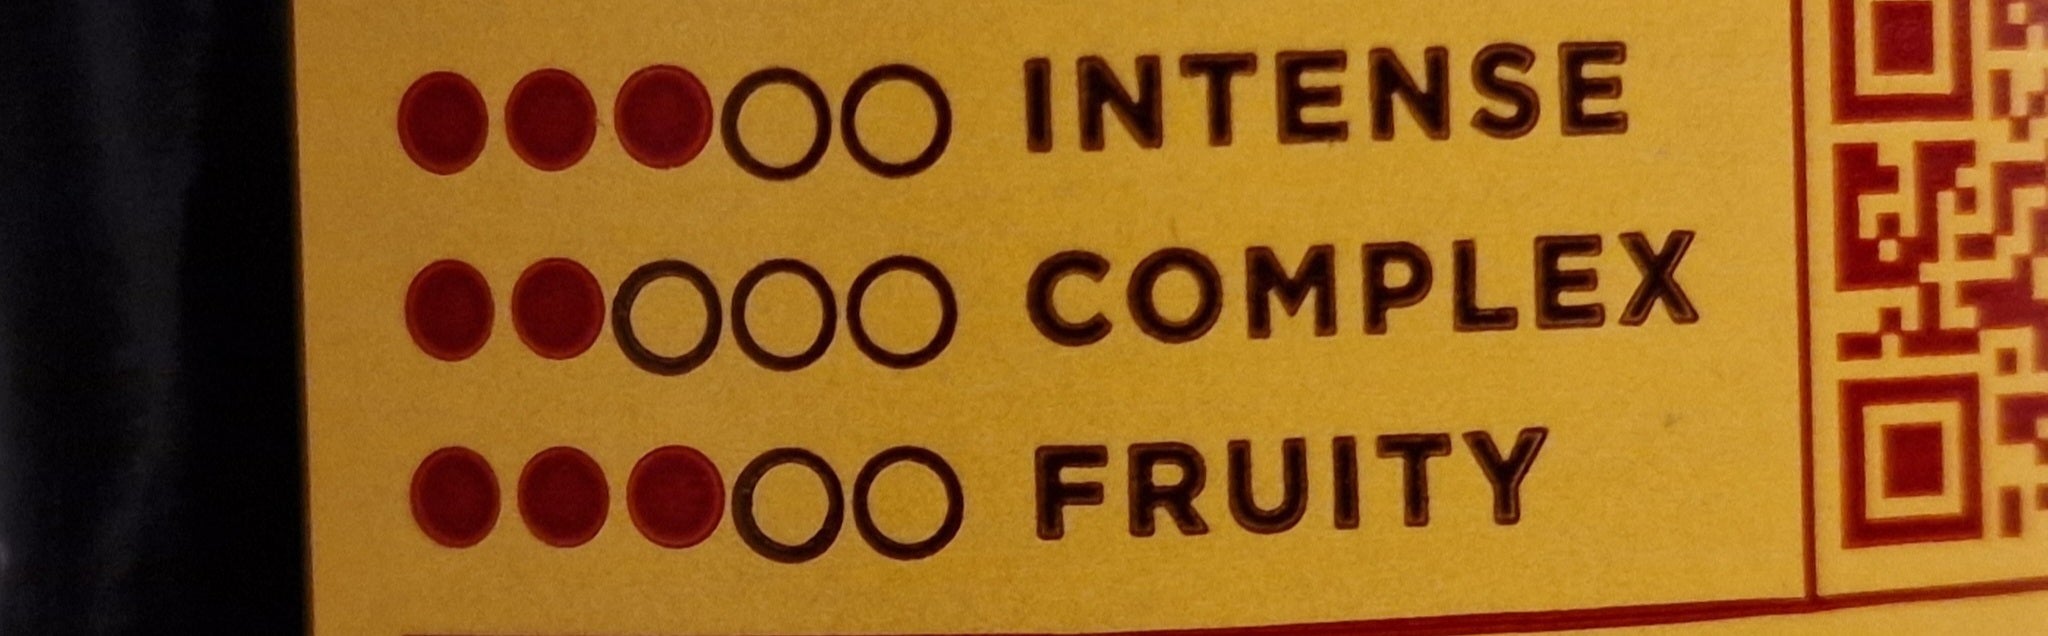 INTENSE
COMPLEX
FRUITY